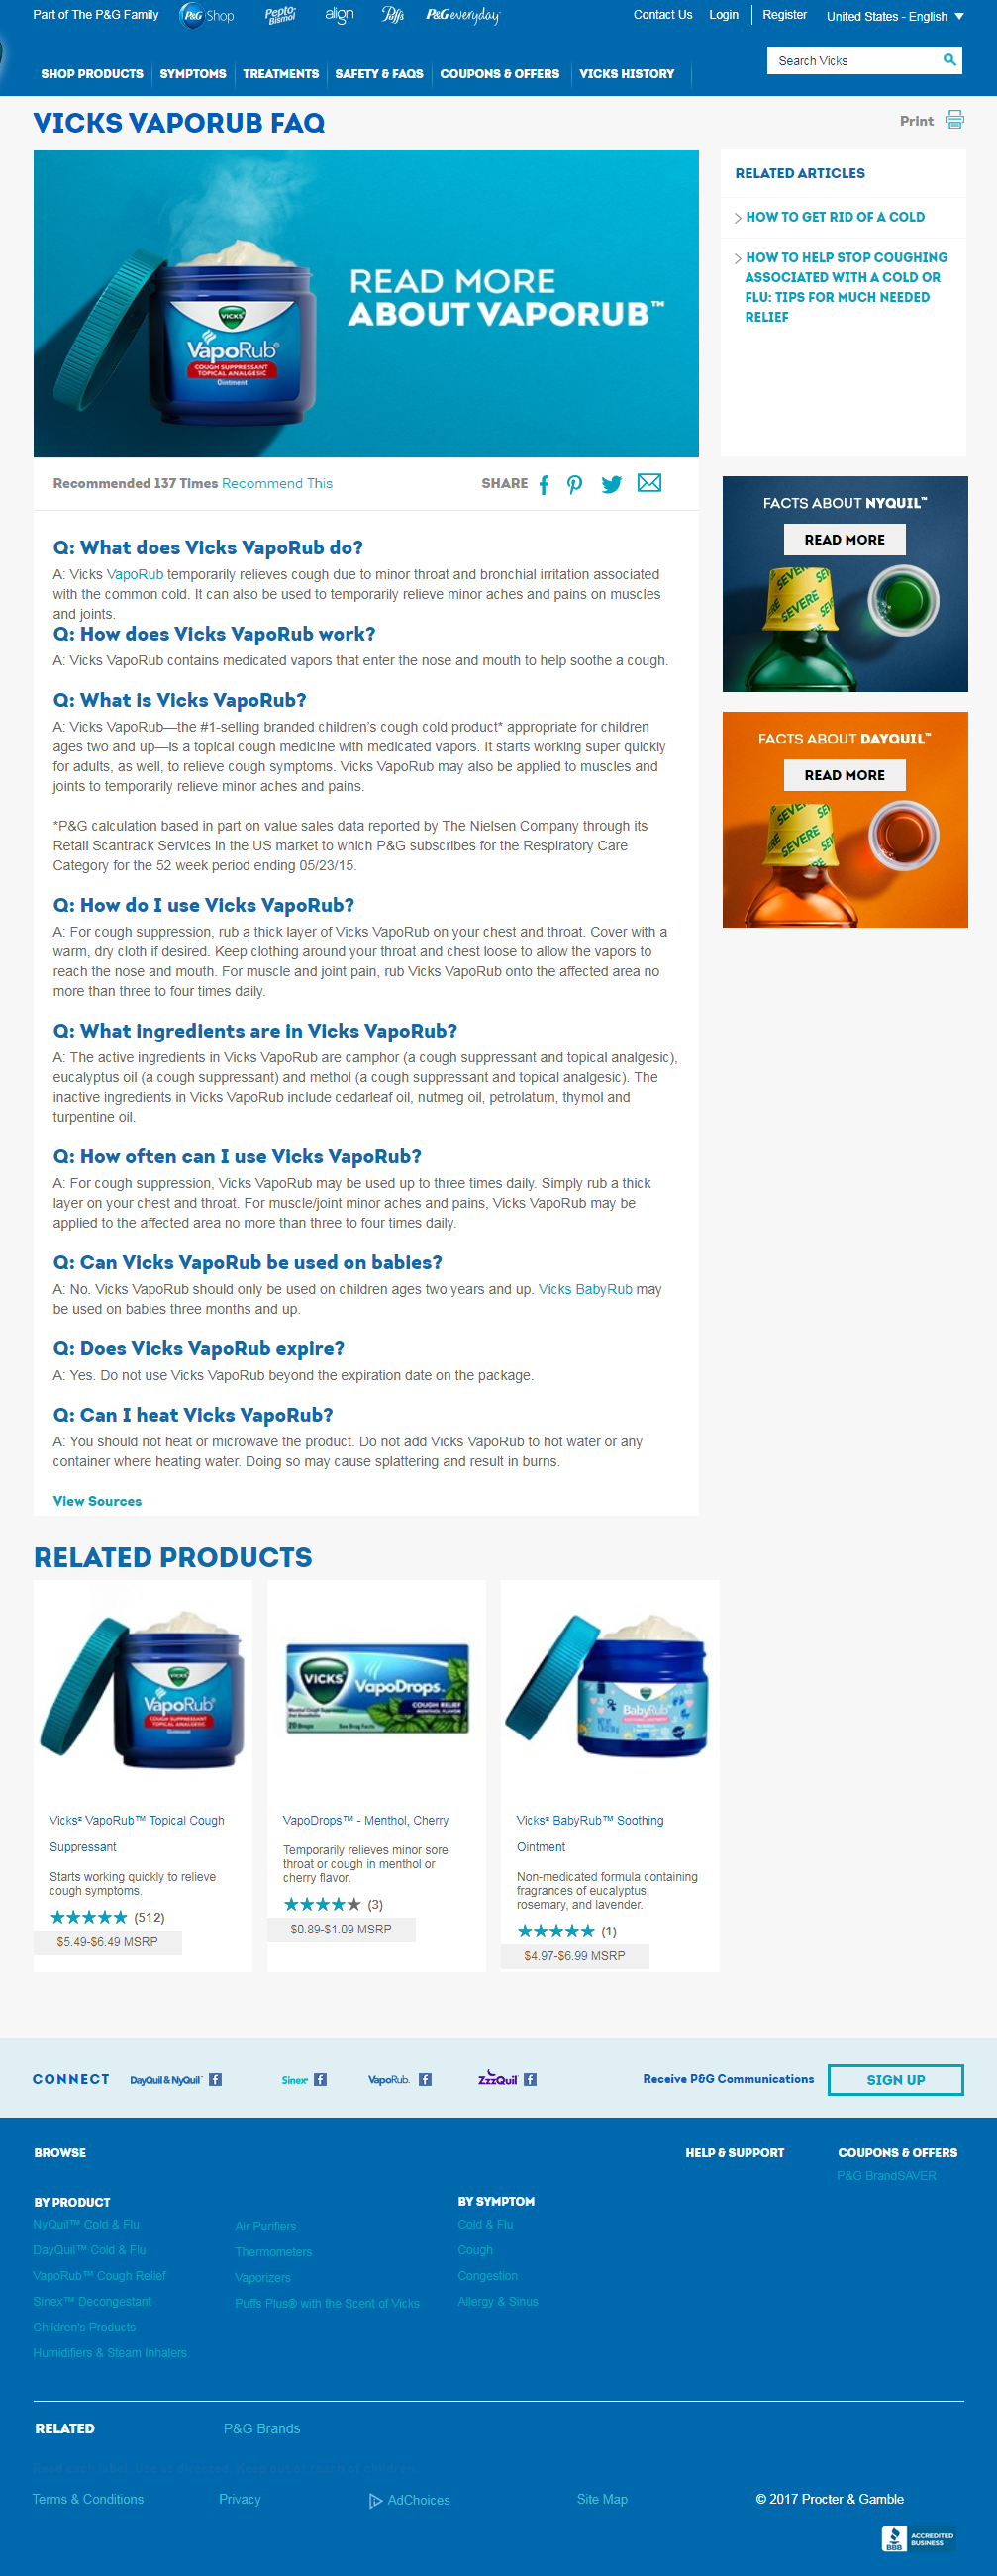 Part of The P&G Family P&G Shop Pepto Bismol align Puffs P&G everyday Contact Us Login Register United States - English
Search Vicks
SHOP PRODUCTS SYMPTOMS TREATMENTS SAFETY & FAQS COUPONS & OFFERS VICKS HISTORY
VICKS VAPORUB FAQ
Print
READ MORE
ABOUT VAPORUB™
VICKS
VapoRub®
COUGH SUPPRESSANT
TOPICAL ANALGESIC
Ointment
RELATED ARTICLES
HOW TO GET RID OF A COLD
HOW TO HELP STOP COUGHING
ASSOCIATED WITH A COLD OR
FLU: TIPS FOR MUCH NEEDED
RELIEF
Recommended 137 Times Recommend This
SHARE
FACTS ABOUT NYQUIL™
READ MORE
SEVERE
SEVERE
FACTS ABOUT DAYQUIL™
READ MORE
SEVERE
SEVERE
Q: What does Vicks VapoRub do?
A: Vicks VapoRub temporarily relieves cough due to minor throat and bronchial irritation associated
with the common cold. It can also be used to temporarily relieve minor aches and pains on muscles
and joints.
Q: How does Vicks VapoRub work?
A: Vicks VapoRub contains medicated vapors that enter the nose and mouth to help soothe a cough.
Q: What is Vicks VapoRub?
A: Vicks VapoRub—the #1-selling branded children's cough cold product* appropriate for children
ages two and up—is a topical cough medicine with medicated vapors. It starts working super quickly
for adults, as well, to relieve cough symptoms. Vicks VapoRub may also be applied to muscles and
joints to temporarily relieve minor aches and pains.
*P&G calculation based in part on value sales data reported by The Nielsen Company through its
Retail Scantrack Services in the US market to which P&G subscribes for the Respiratory Care
Category for the 52 week period ending 05/23/15.
Q: How do I use Vicks VapoRub?
A: For cough suppression, rub a thick layer of Vicks VapoRub on your chest and throat. Cover with a
warm, dry cloth if desired. Keep clothing around your throat and chest loose to allow the vapors to
reach the nose and mouth. For muscle and joint pain, rub Vicks VapoRub onto the affected area no
more than three to four times daily.
Q: What ingredients are in Vicks VapoRub?
A: The active ingredients in Vicks VapoRub are camphor (a cough suppressant and topical analgesic),
eucalyptus oil (a cough suppressant) and methol (a cough suppressant and topical analgesic). The
inactive ingredients in Vicks VapoRub include cedarleaf oil, nutmeg oil, petrolatum, thymol and
turpentine oil.
Q: How often can I use Vicks VapoRub?
A: For cough suppression, Vicks VapoRub may be used up to three times daily. Simply rub a thick
layer on your chest and throat. For muscle/joint minor aches and pains, Vicks VapoRub may be
applied to the affected area no more than three to four times daily.
Q: Can Vicks VapoRub be used on babies?
A: No. Vicks VapoRub should only be used on children ages two years and up. Vicks BabyRub may
be used on babies three months and up.
Q: Does Vicks VapoRub expire?
A: Yes. Do not use Vicks VapoRub beyond the expiration date on the package.
Q: Can I heat Vicks VapoRub?
A: You should not heat or microwave the product. Do not add Vicks VapoRub to hot water or any
container where heating water. Doing so may cause splattering and result in burns.
View Sources
RELATED PRODUCTS
VICKS
VapoRub®
COUGH SUPPRESSANT
TOPICAL ANALGESIC
Ointment
VICKS VapoDrops™
COUGH RELIEF
MENTHOL FLAVOR
20 Drops See Drug Facts
BabyRub™
Vicks® VapoRub™ Topical Cough
Suppressant
Starts working quickly to relieve
cough symptoms.
(512)
$5.49-$6.49 MSRP
VapoDrops™ - Menthol, Cherry
Temporarily relieves minor sore
throat or cough in menthol or
cherry flavor.
(3)
$0.89-$1.09 MSRP
Vicks® BabyRub™ Soothing
Ointment
Non-medicated formula containing
fragrances of eucalyptus,
rosemary, and lavender.
(1)
$4.97-$6.99 MSRP
CONNECT DayQuil & NyQuil Sinex VapoRub. ZzzQuil Receive P&G Communications SIGN UP
BROWSE HELP & SUPPORT COUPONS & OFFERS
P&G BrandSAVER
BY PRODUCT
NyQuil™ Cold & Flu
DayQuil™ Cold & Flu
VapoRub™ Cough Relief
Sinex™ Decongestant
Children's Products
Humidifiers & Steam Inhalers
Air Purifiers
Thermometers
Vaporizers
Puffs Plus® with the Scent of Vicks
BY SYMPTOM
Cold & Flu
Cough
Congestion
Allergy & Sinus
RELATED P&G Brands
Terms & Conditions Privacy AdChoices Site Map © 2017 Procter & Gamble
BBB ACCREDITED
BUSINESS